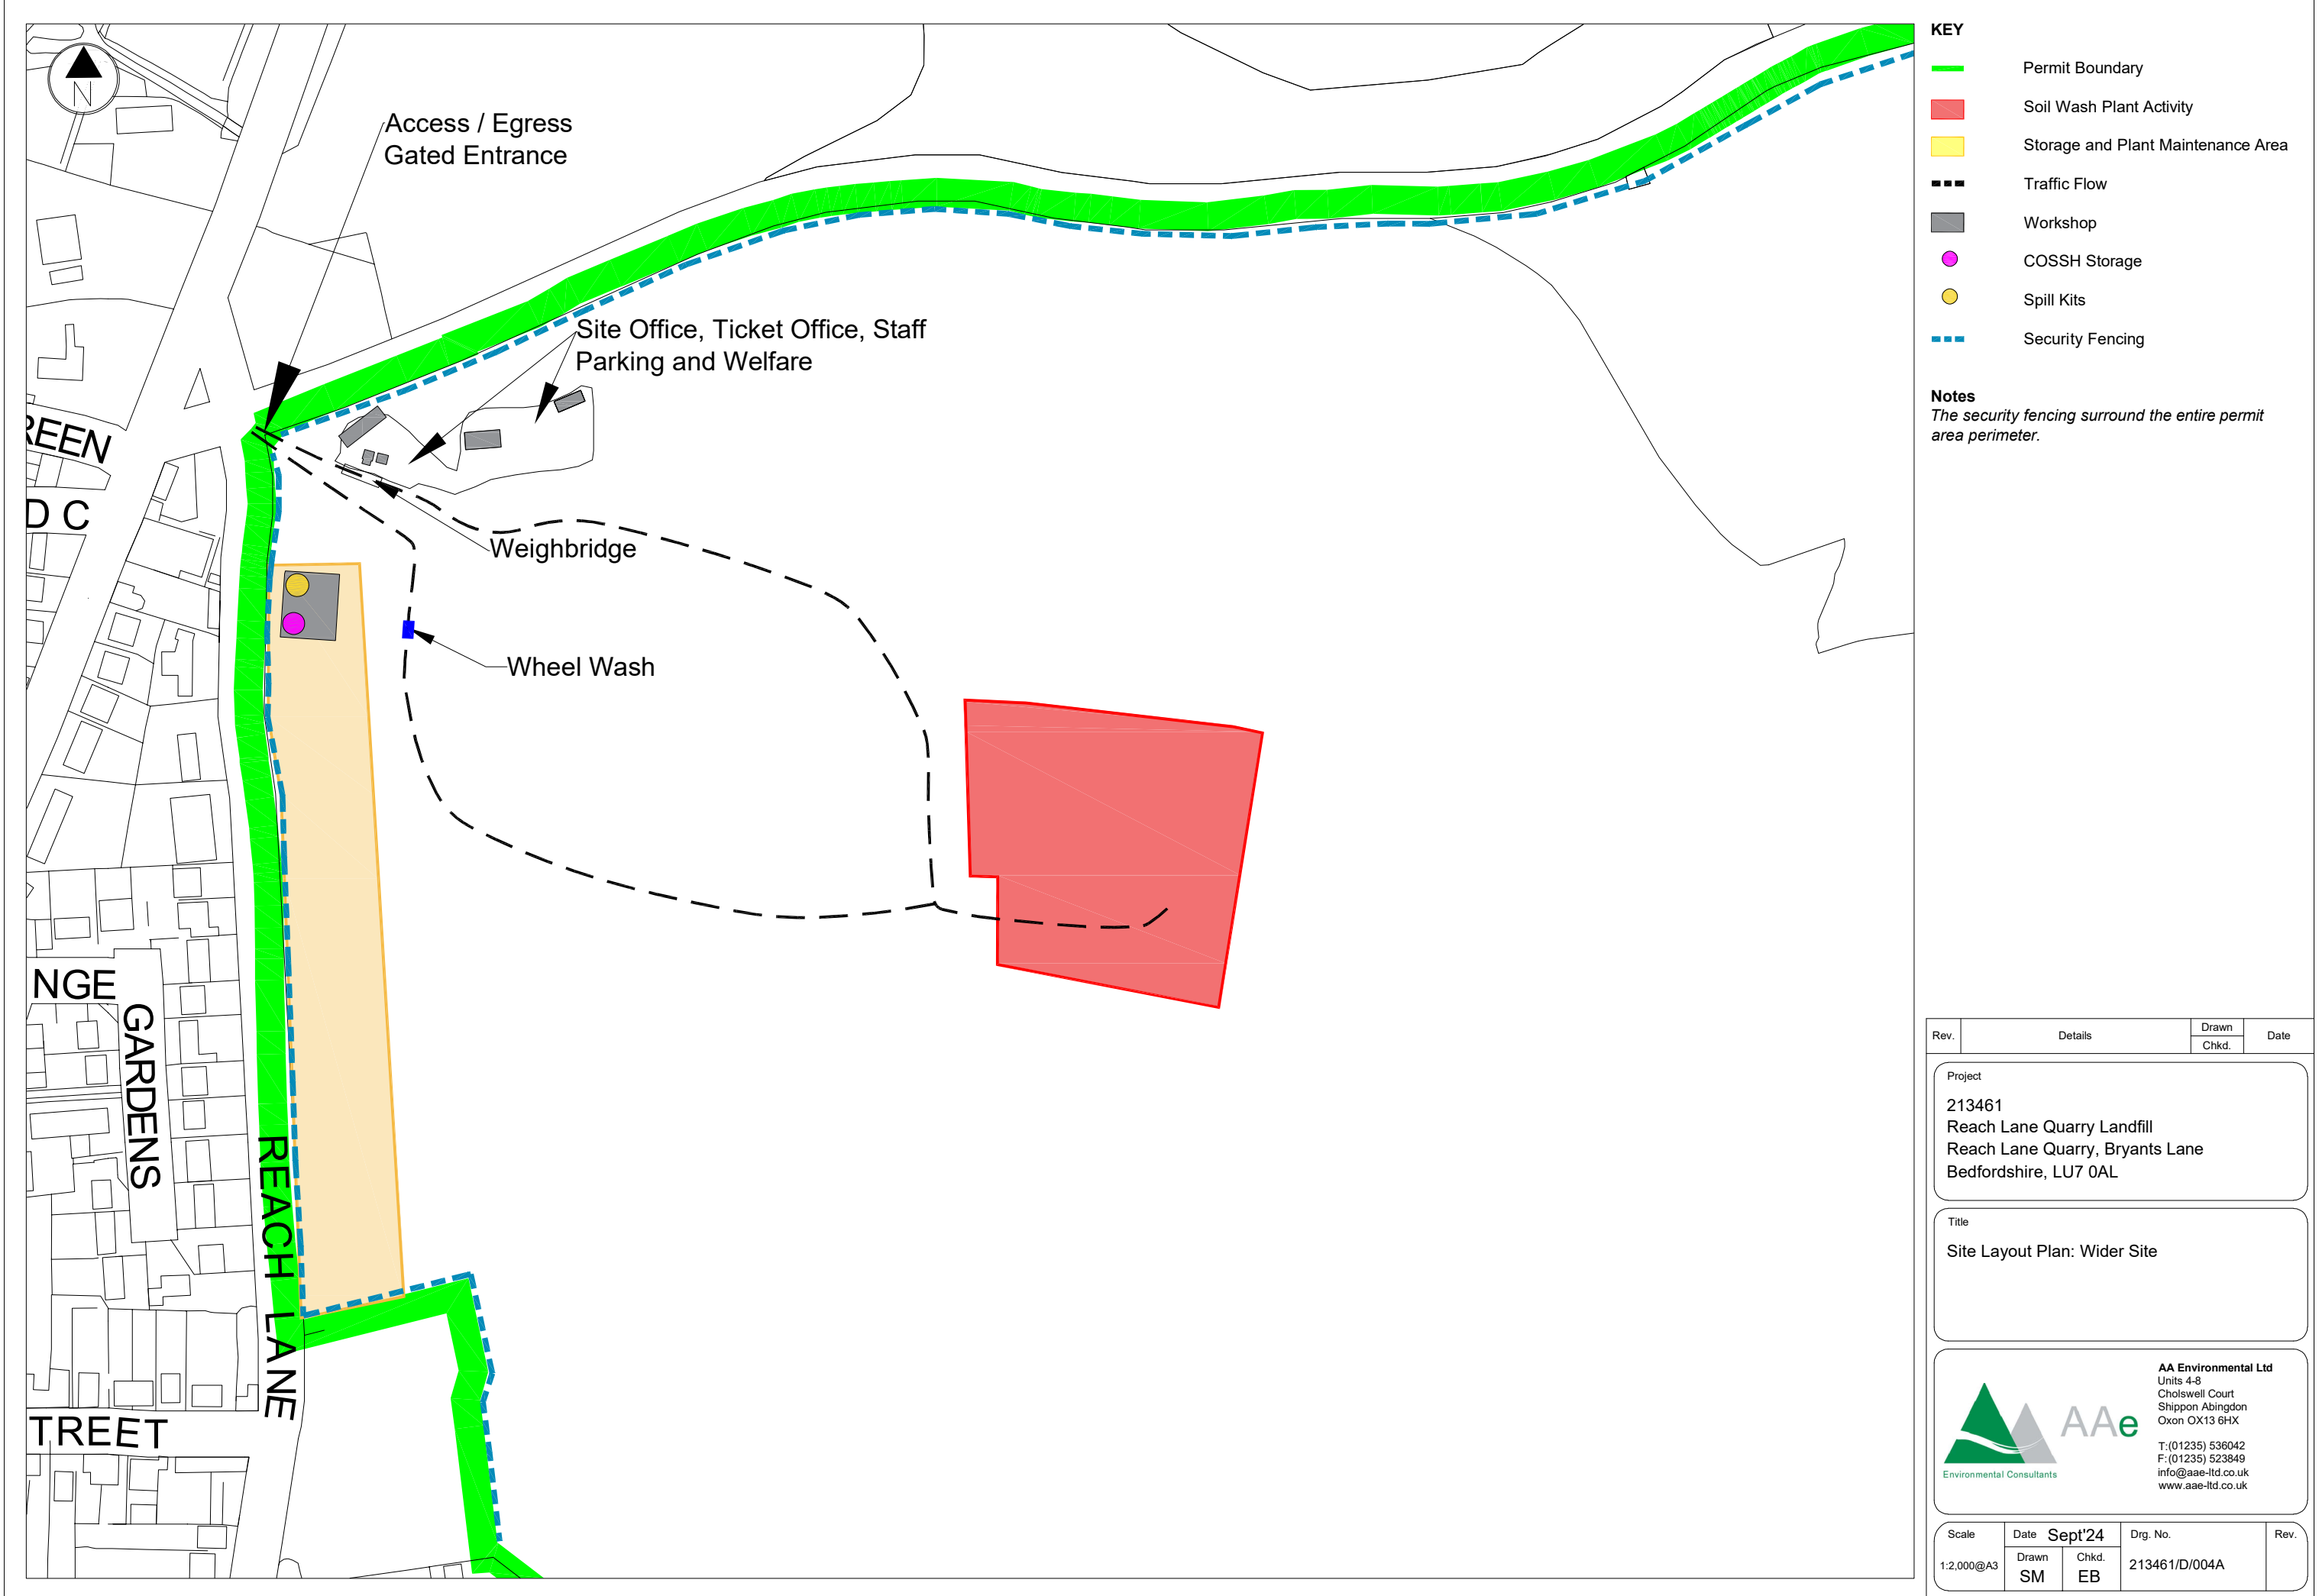 N
Access / Egress
Gated Entrance
Site Office, Ticket Office, Staff
Parking and Welfare
REEN
D C
Weighbridge
Wheel Wash
NGE
GARDENS
REACH LANE
TREET
KEY
Permit Boundary
Soil Wash Plant Activity
Storage and Plant Maintenance Area
Traffic Flow
Workshop
COSSH Storage
Spill Kits
Security Fencing
Notes
The security fencing surround the entire permit
area perimeter.
Rev. Details Drawn Chkd. Date
Project
213461
Reach Lane Quarry Landfill
Reach Lane Quarry, Bryants Lane
Bedfordshire, LU7 0AL
Title
Site Layout Plan: Wider Site
AAe
Environmental Consultants
AA Environmental Ltd
Units 4-8
Cholswell Court
Shippon Abingdon
Oxon OX13 6HX
T:(01235) 536042
F:(01235) 523849
info@aae-ltd.co.uk
www.aae-ltd.co.uk
Scale
1:2,000@A3
Date Sept'24
Drawn
SM
Chkd.
EB
Drg. No.
213461/D/004A
Rev.